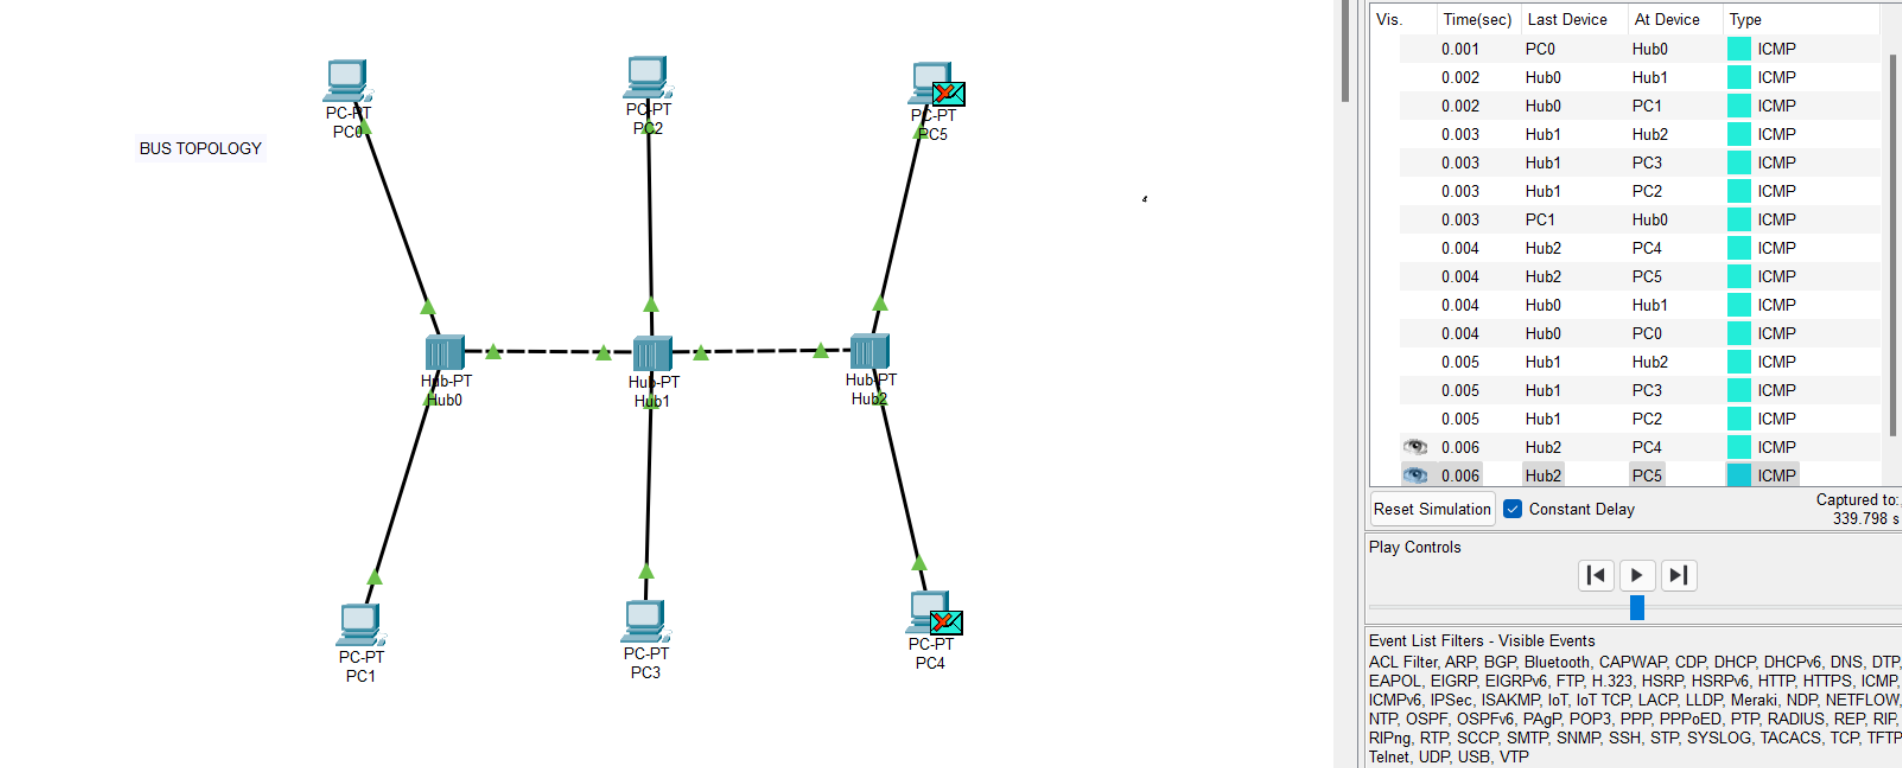 BUS TOPOLOGY
PC-PT
PC0
PC-PT
PC2
PC-PT
PC5
Hub-PT
Hub0
Hub-PT
Hub1
Hub-PT
Hub2
PC-PT
PC1
PC-PT
PC3
PC-PT
PC4
Vis. Time(sec) Last Device At Device Type
0.001 PC0 Hub0 ICMP
0.002 Hub0 Hub1 ICMP
0.002 Hub0 PC1 ICMP
0.003 Hub1 Hub2 ICMP
0.003 Hub1 PC3 ICMP
0.003 Hub1 PC2 ICMP
0.003 PC1 Hub0 ICMP
0.004 Hub2 PC4 ICMP
0.004 Hub2 PC5 ICMP
0.004 Hub0 Hub1 ICMP
0.004 Hub0 PC0 ICMP
0.005 Hub1 Hub2 ICMP
0.005 Hub1 PC3 ICMP
0.005 Hub1 PC2 ICMP
0.006 Hub2 PC4 ICMP
0.006 Hub2 PC5 ICMP
Reset Simulation Constant Delay Captured to:
339.798 s
Play Controls
Event List Filters - Visible Events
ACL Filter, ARP, BGP, Bluetooth, CAPWAP, CDP, DHCP, DHCPv6, DNS, DTP,
EAPOL, EIGRP, EIGRPv6, FTP, H.323, HSRP, HSRPv6, HTTP, HTTPS, ICMP,
ICMPv6, IPSec, ISAKMP, IoT, IoT TCP, LACP, LLDP, Meraki, NDP, NETFLOW,
NTP, OSPF, OSPFv6, PAgP, POP3, PPP, PPPoED, PTP, RADIUS, REP, RIP,
RIPng, RTP, SCCP, SMTP, SNMP, SSH, STP, SYSLOG, TACACS, TCP, TFTP,
Telnet, UDP, USB, VTP